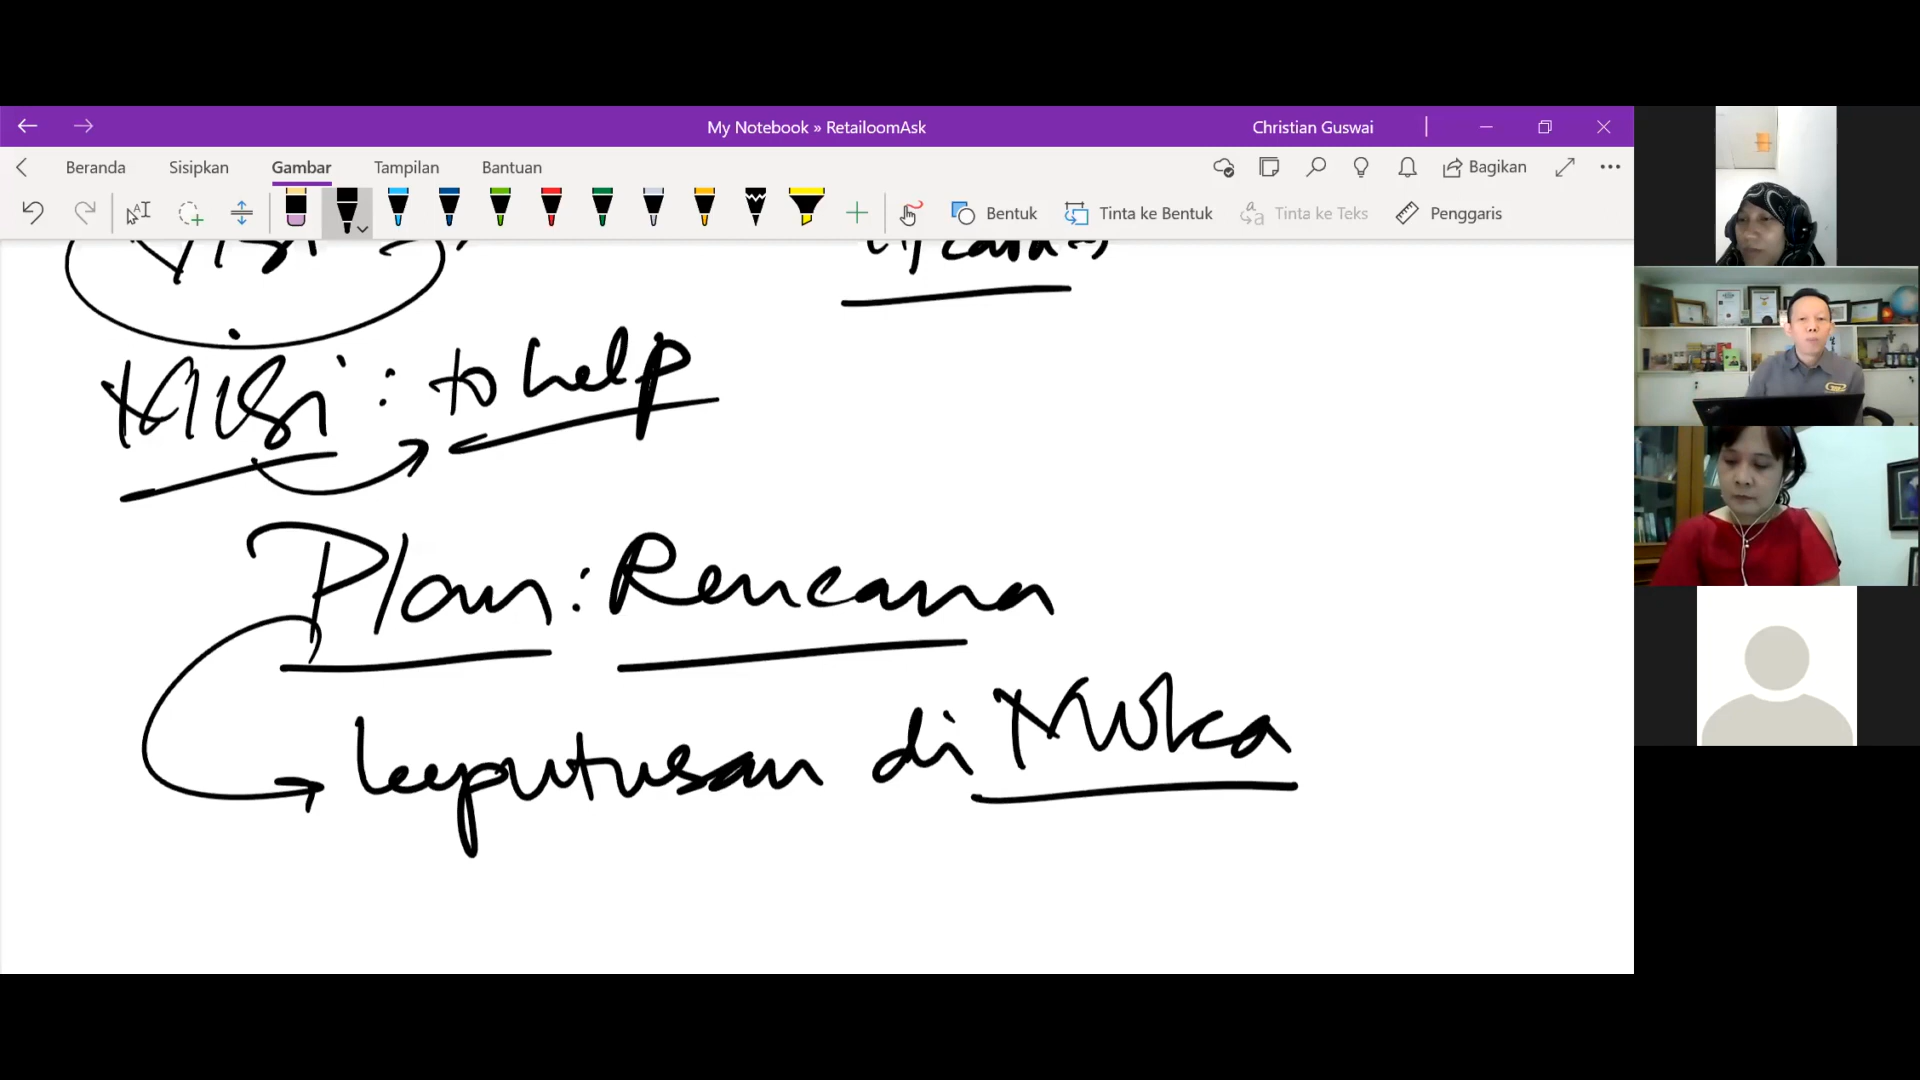 My Notebook » RetailoomAsk
Christian Guswai
Beranda Sisipkan Gambar Tampilan Bantuan
Bagikan
Bentuk Tinta ke Bentuk Tinta ke Teks Penggaris
Visi
Misi : to help
Plan : Rencana
keputusan di Muka